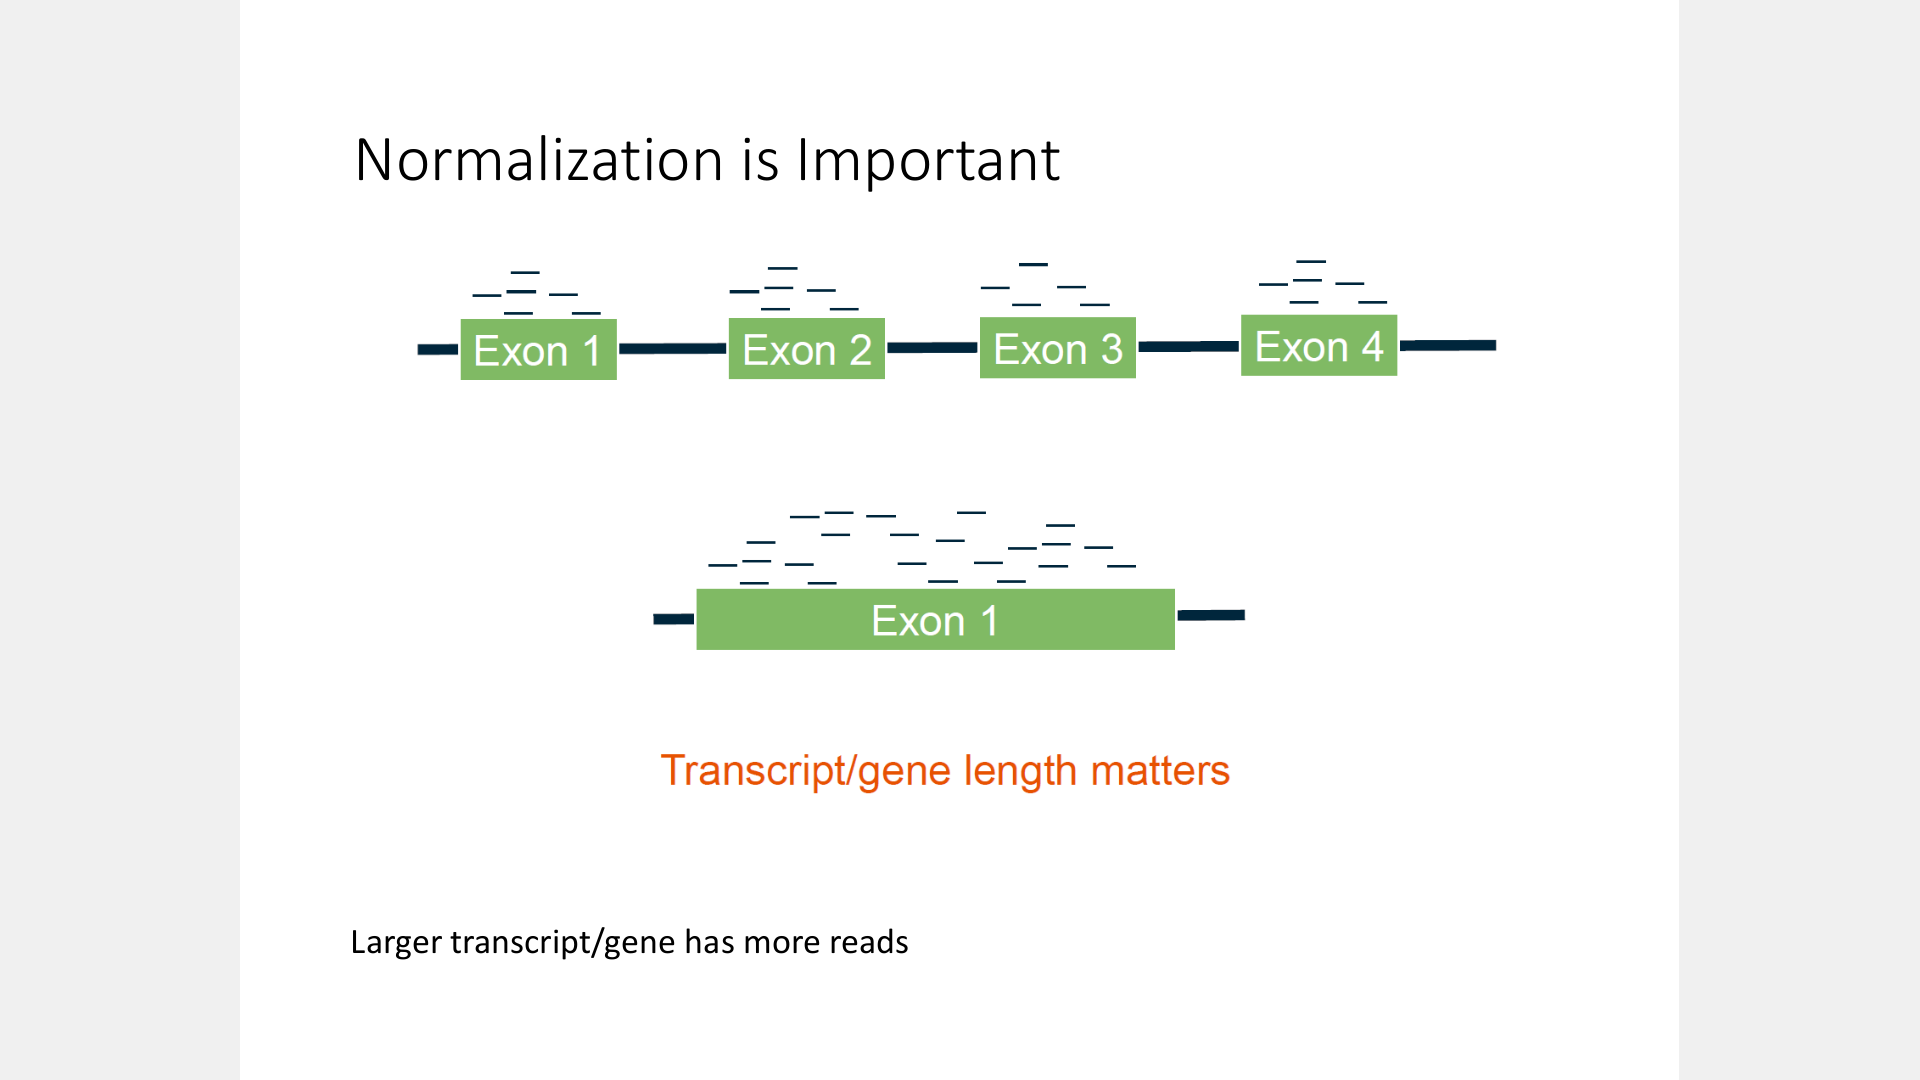 Normalization is Important
Exon 1 Exon 2 Exon 3 Exon 4
Exon 1
Transcript/gene length matters
Larger transcript/gene has more reads